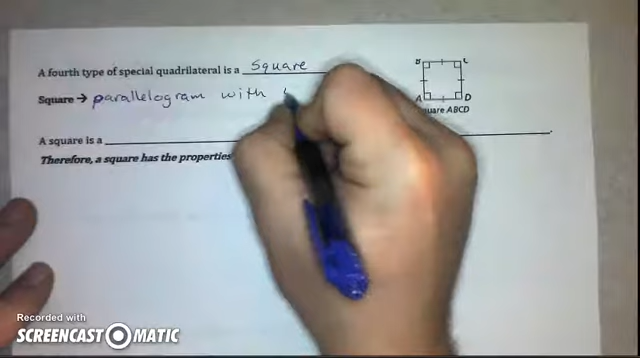 A fourth type of special quadrilateral is a Square
Square → parallelogram with
B C
A D
uare ABCD
A square is a
Therefore, a square has the properties
Recorded with
SCREENCAST-O-MATIC